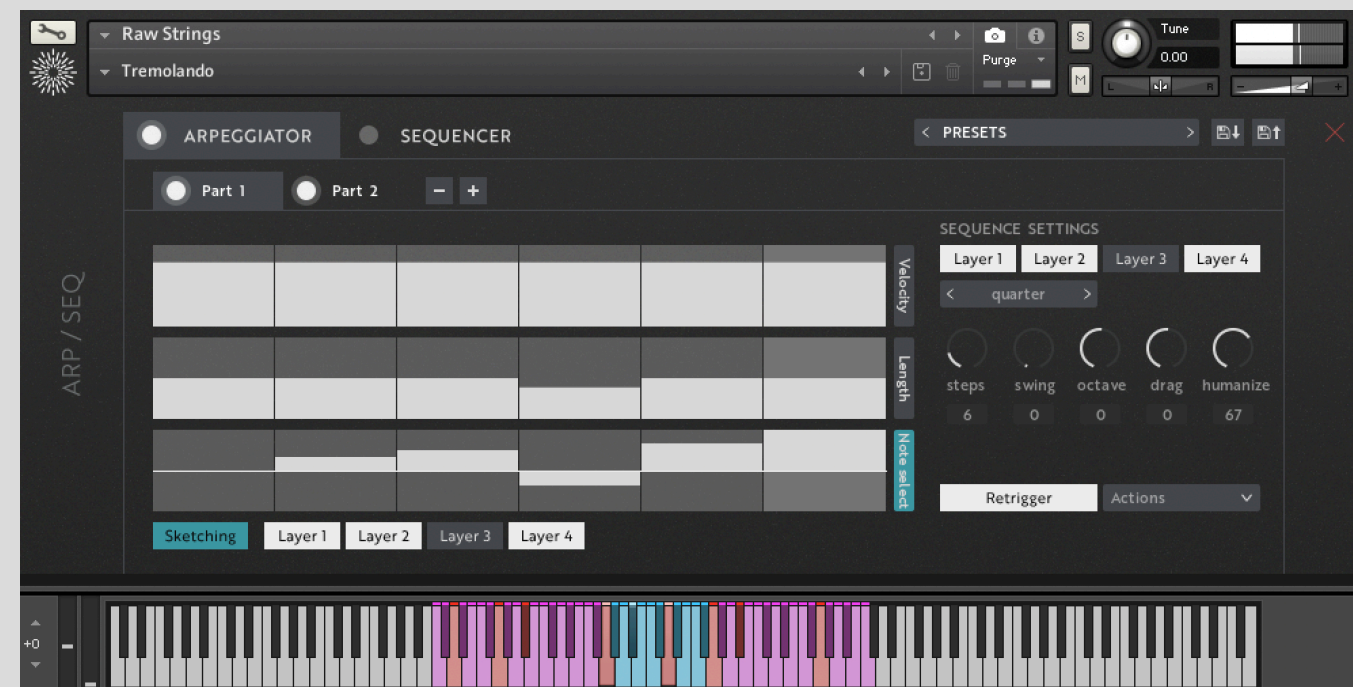 Raw Strings
S
Tune
0.00
Tremolando
Purge
M
L R
- +
ARPEGGIATOR SEQUENCER
< PRESETS >
Part 1 Part 2 - +
SEQUENCE SETTINGS
Layer 1 Layer 2 Layer 3 Layer 4
< quarter >
Velocity
ARP / SEQ
Length
steps swing octave drag humanize
6 0 0 0 67
Note select
Retrigger Actions
Sketching Layer 1 Layer 2 Layer 3 Layer 4
+0